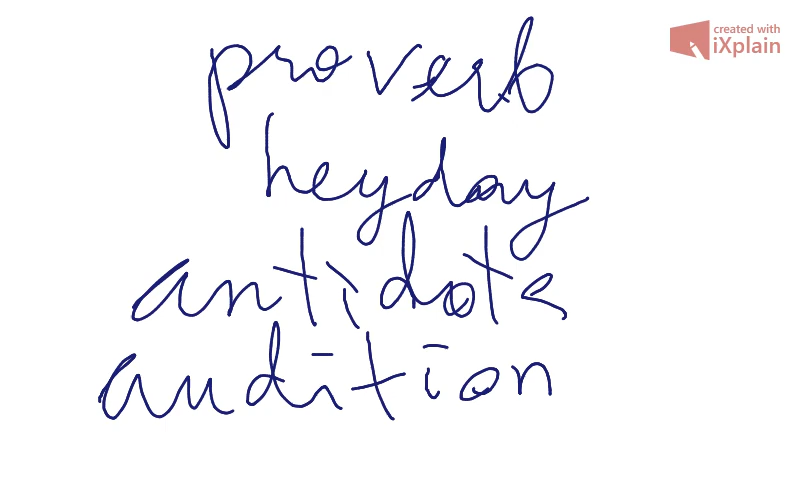 created with
iXplain
proverb
heyday
antidote
audition